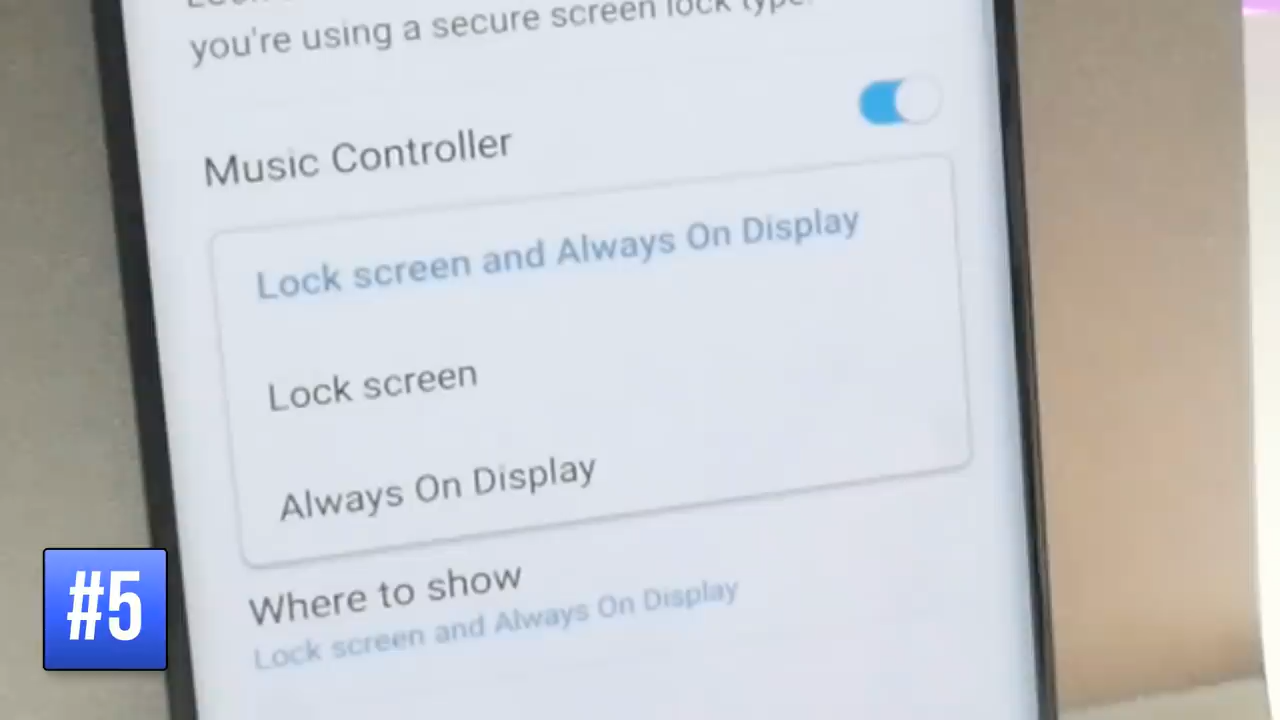 you're using a secure screen lock type.
Music Controller
Lock screen and Always On Display
Lock screen
Always On Display
Where to show
Lock screen and Always On Display
#5